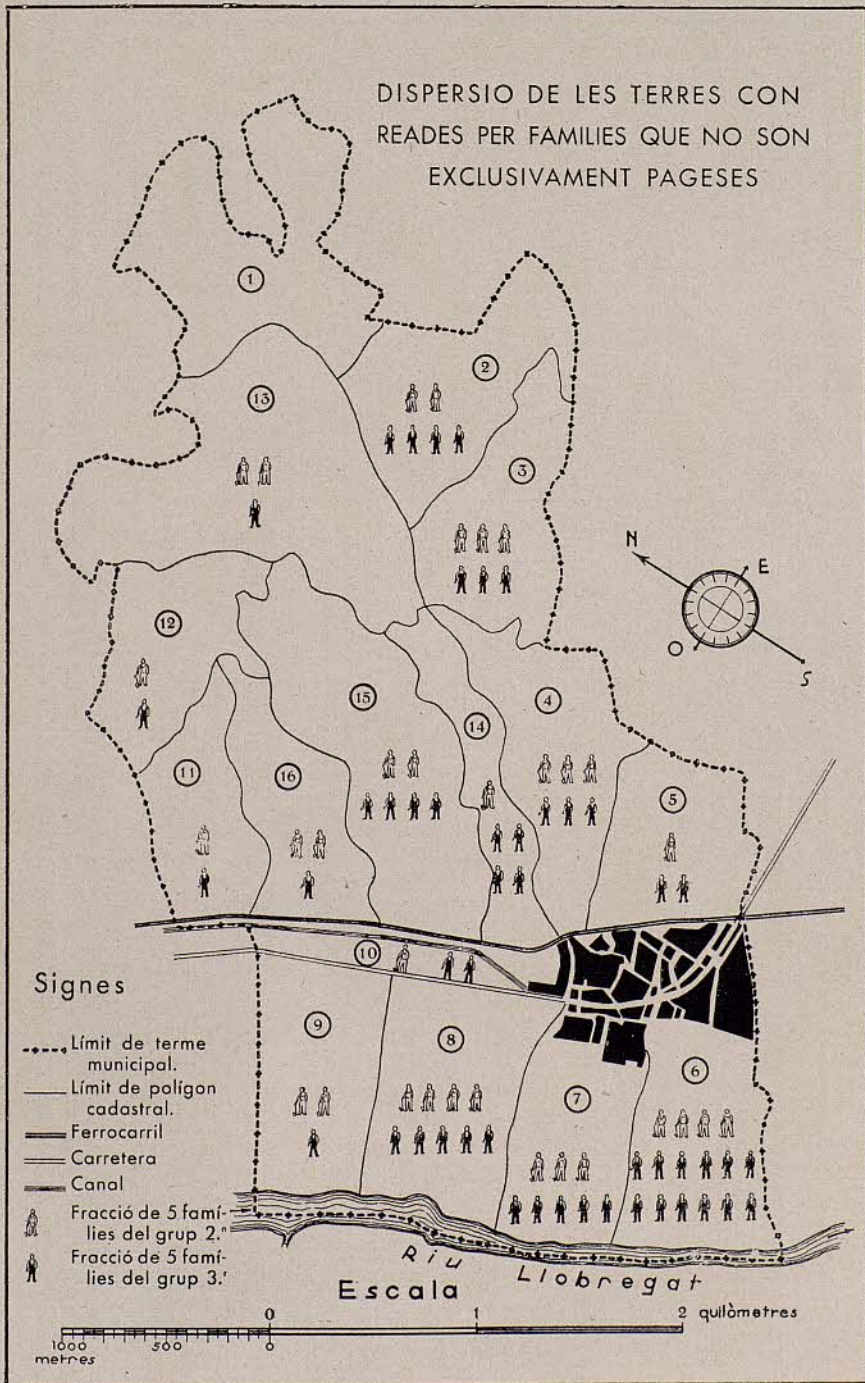 DISPERSIO DE LES TERRES CON
READES PER FAMILIES QUE NO SON
EXCLUSIVAMENT PAGESES
1
2
13
3
N
E
O
S
12
15
4
14
11
16
5
10
9
8
7
6
Signes
Límit de terme
municipal.
Límit de polígon
cadastral.
Ferrocarril
Carretera
Canal
Fracció de 5 famí-
lies del grup 2.ⁿ
Fracció de 5 famí-
lies del grup 3.ʳ
Riu Llobregat
Escala
0 1 2 quilòmetres
1000 500 0
metres